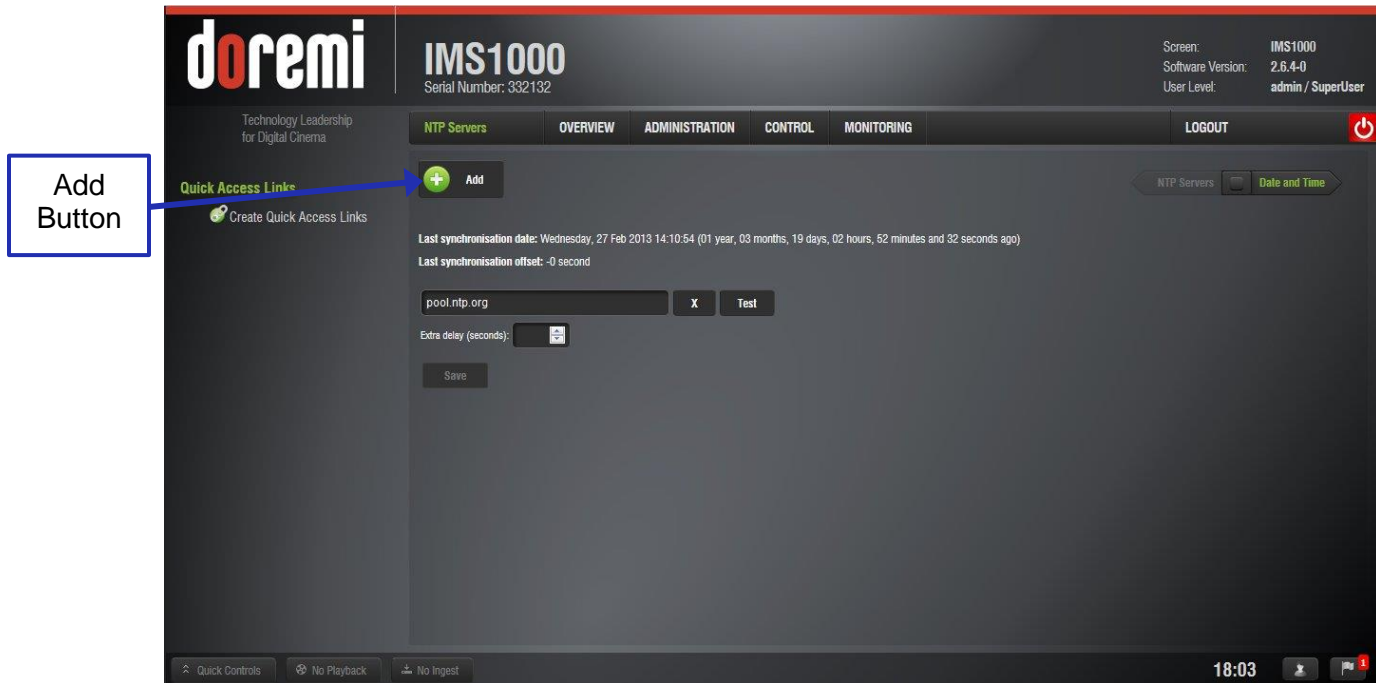 doremi
Technology Leadership
for Digital Cinema
IMS1000
Serial Number: 332132
Screen: IMS1000
Software Version: 2.6.4-0
User Level: admin / SuperUser
NTP Servers OVERVIEW ADMINISTRATION CONTROL MONITORING LOGOUT
Add
Button
Quick Access Links
Create Quick Access Links
Add
NTP Servers Date and Time
Last synchronisation date: Wednesday, 27 Feb 2013 14:10:54 (01 year, 03 months, 19 days, 02 hours, 52 minutes and 32 seconds ago)
Last synchronisation offset: -0 second
pool.ntp.org X Test
Extra delay (seconds):
Save
Quick Controls No Playback No Ingest 18:03 1